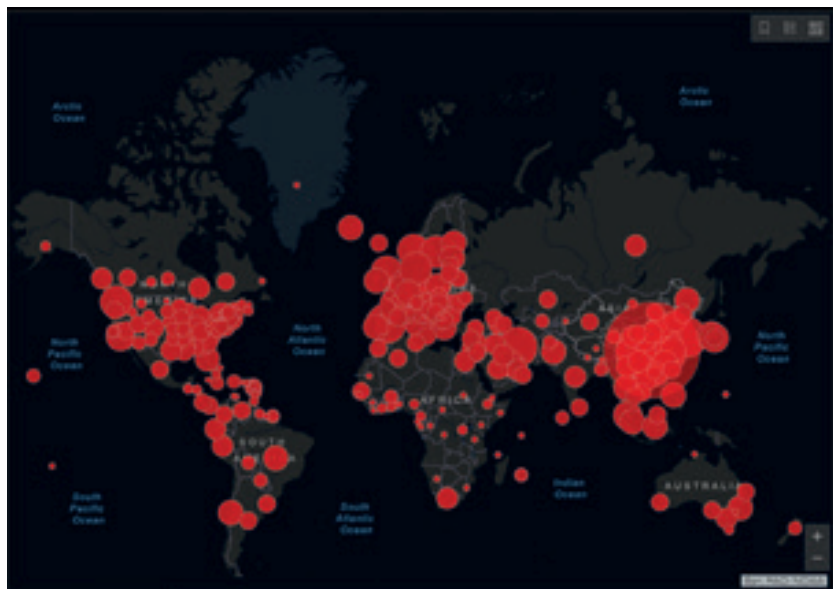 Arctic
Ocean
Arctic
Ocean
North
Pacific
Ocean
North
Atlantic
Ocean
North
Pacific
Ocean
AFRICA
SOUTH
Indian
Ocean
AUSTRALIA
South
Pacific
Ocean
South
Atlantic
Ocean
+
−